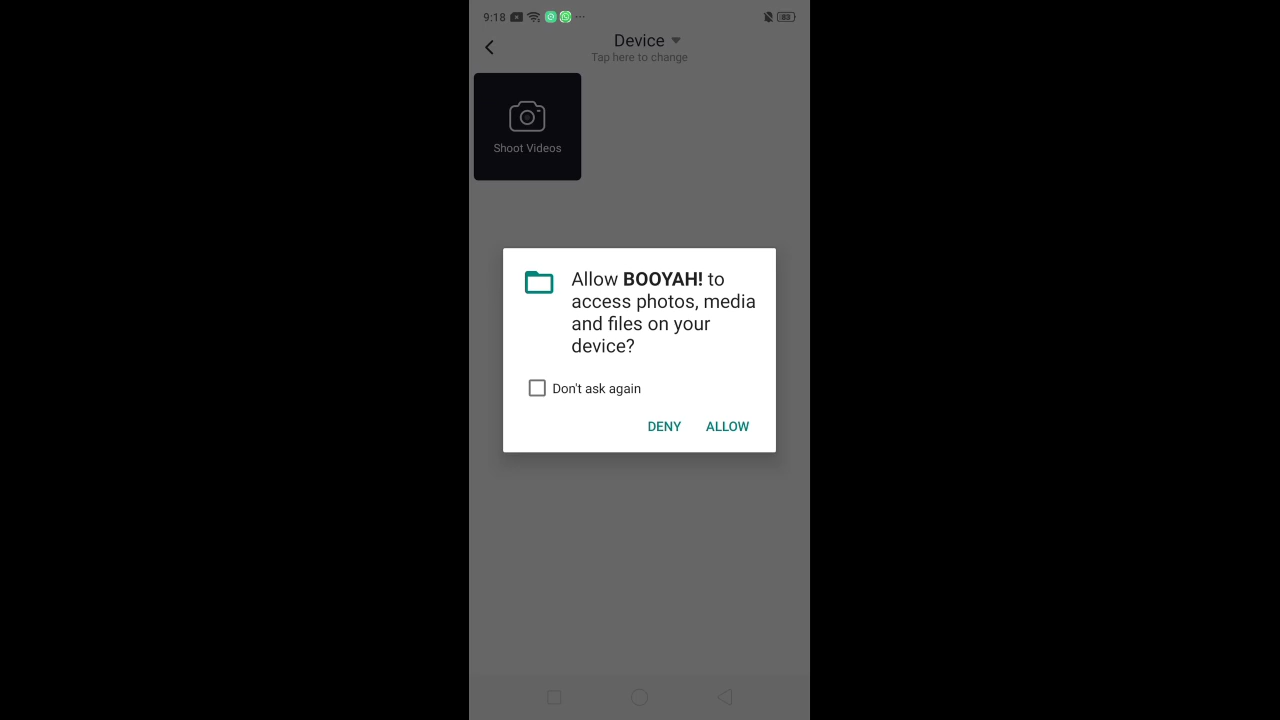 9:18
Device
Tap here to change
Shoot Videos
Allow BOOYAH! to
access photos, media
and files on your
device?
Don't ask again
DENY ALLOW